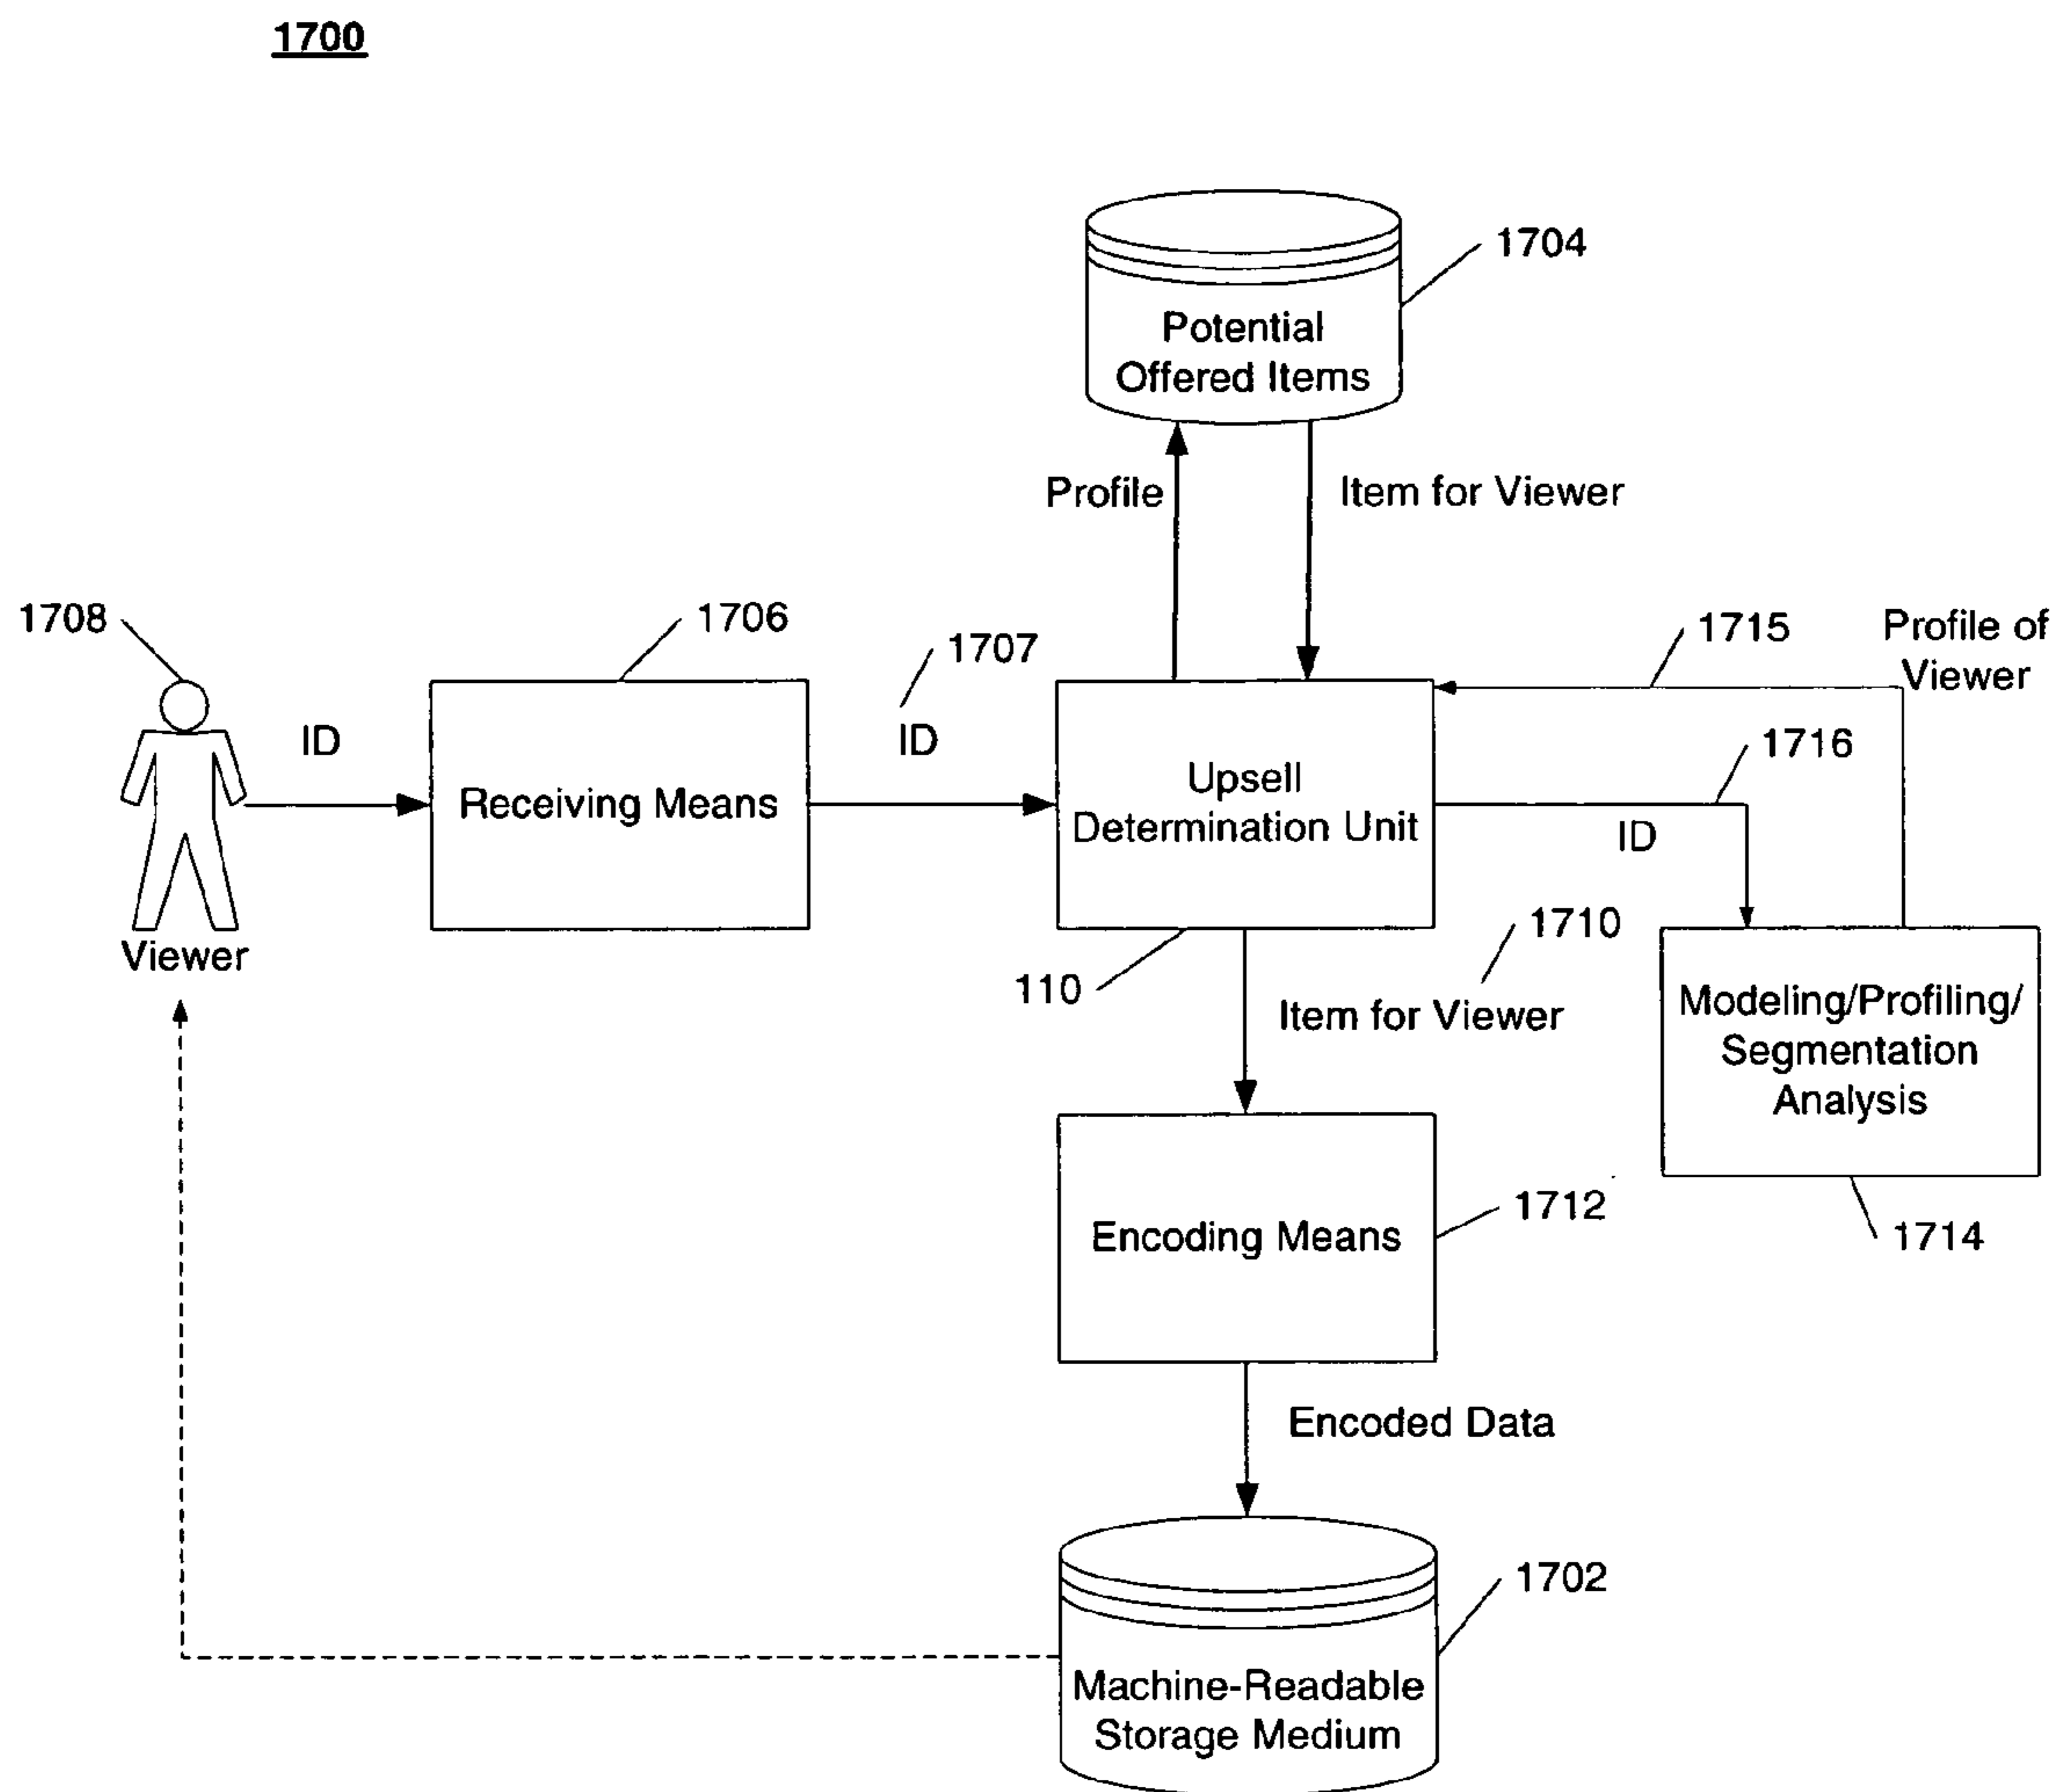 1700
1704
Potential
Offered Items
Profile
Item for Viewer
1708
1706
1707
1715
Profile of
Viewer
ID
ID
1716
Receiving Means
Upsell
Determination Unit
ID
Viewer
110
1710
Item for Viewer
Modeling/Profiling/
Segmentation
Analysis
1712
Encoding Means
1714
Encoded Data
1702
Machine-Readable
Storage Medium